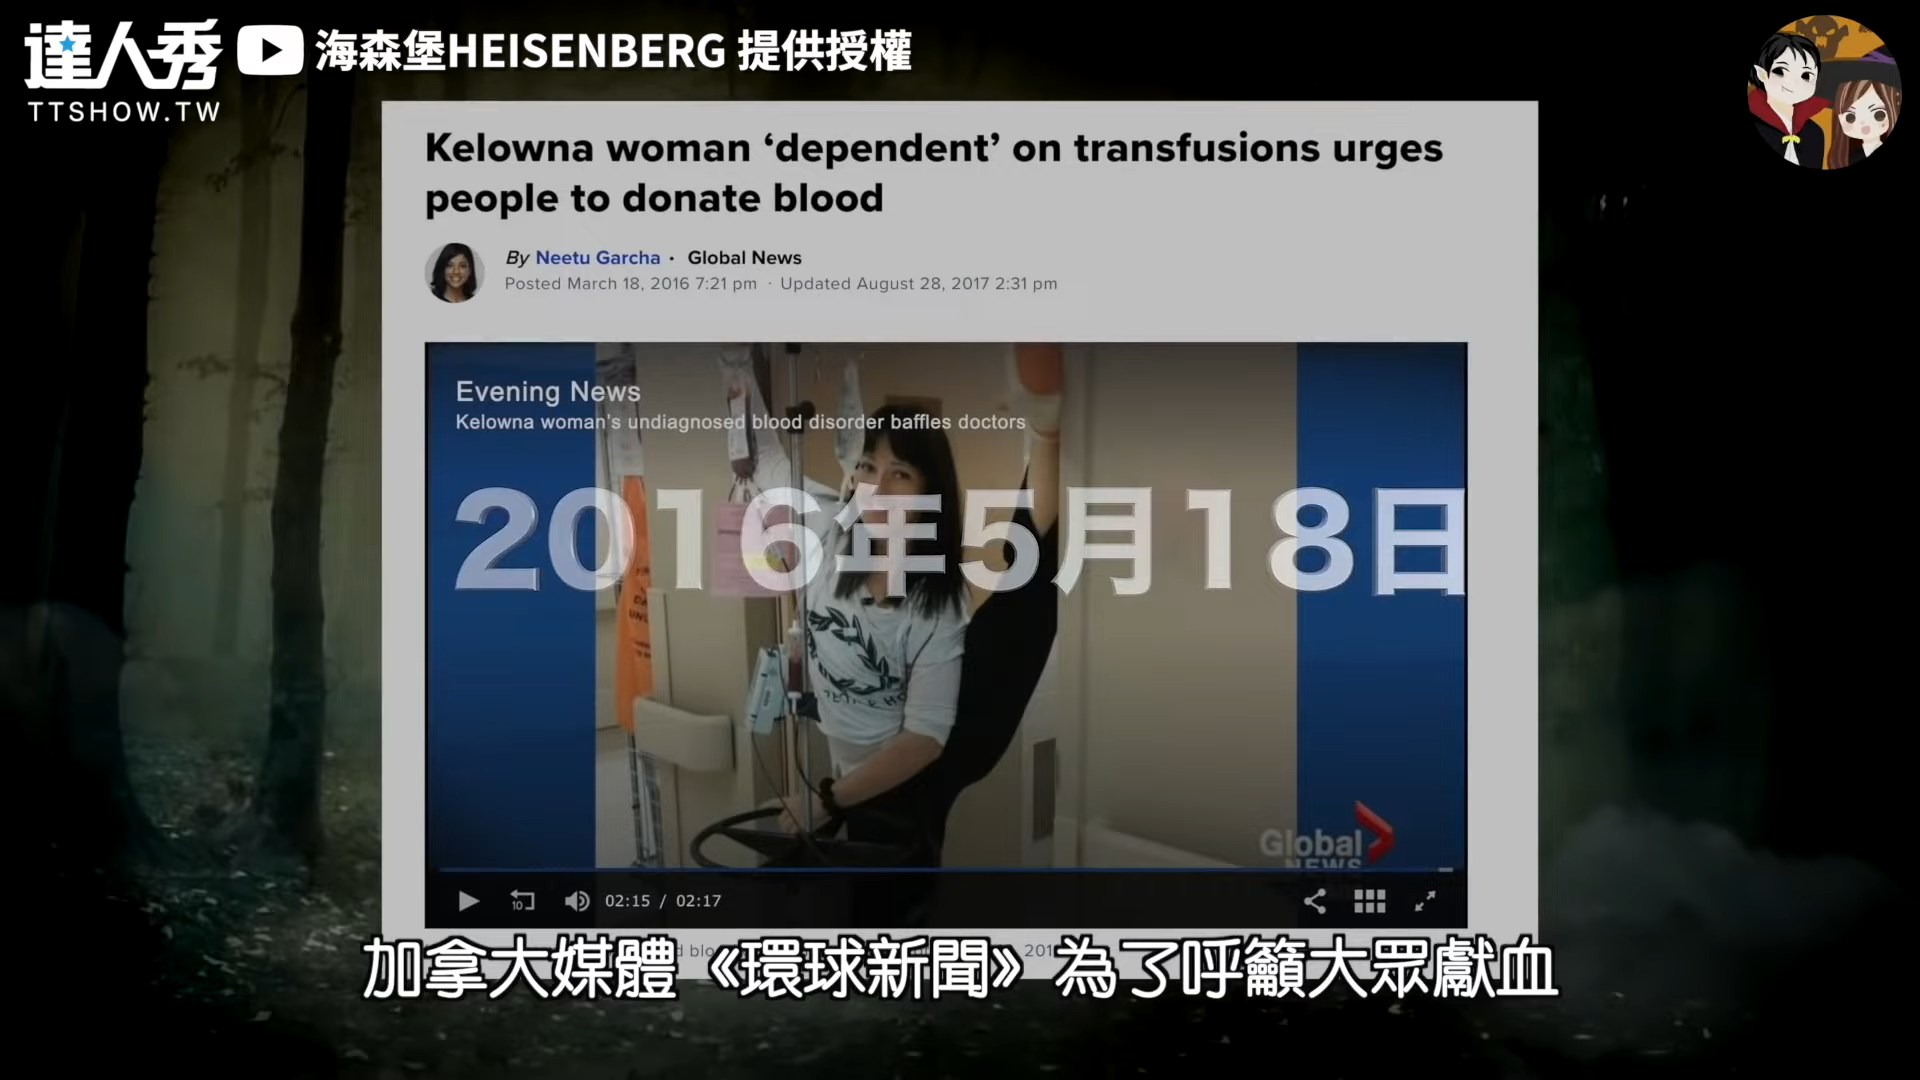 達人秀
TTSHOW.TW
海森堡HEISENBERG 提供授權
Kelowna woman ‘dependent’ on transfusions urges
people to donate blood
By Neetu Garcha · Global News
Posted March 18, 2016 7:21 pm · Updated August 28, 2017 2:31 pm
Evening News
Kelowna woman's undiagnosed blood disorder baffles doctors
2016年5月18日
Global
NEWS
10
02:15 / 02:17
加拿大媒體《環球新聞》為了呼籲大眾獻血